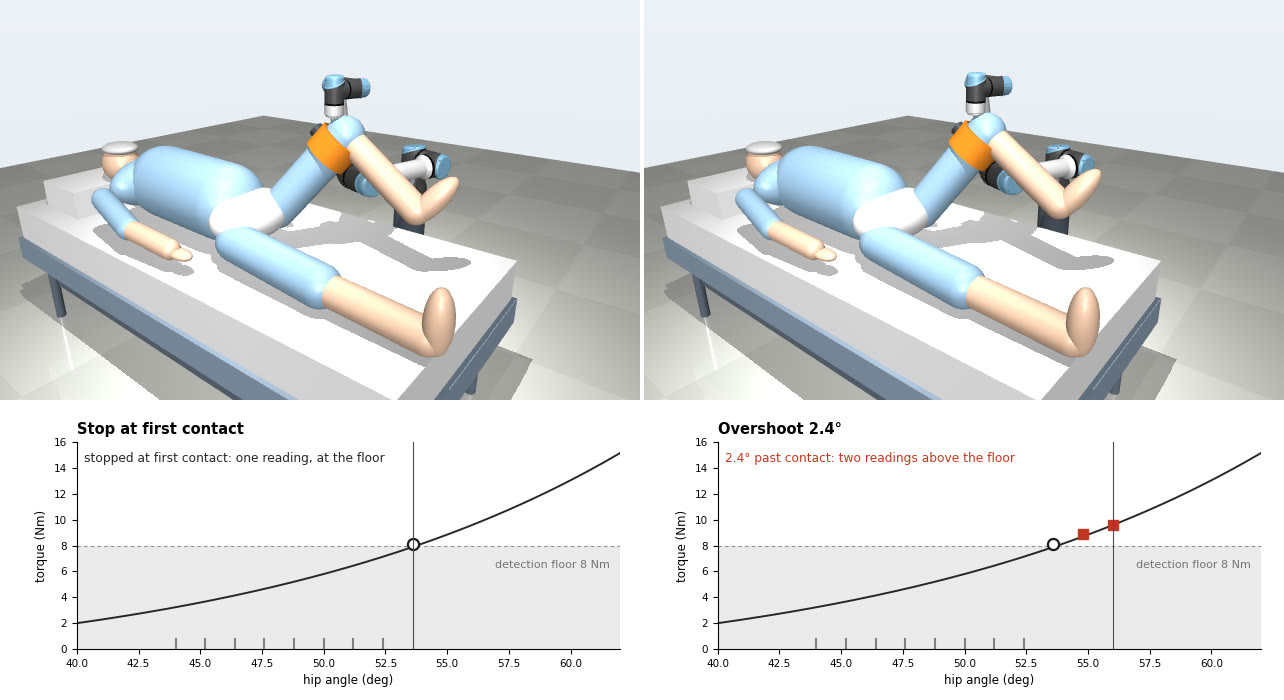 Stop at first contact
16
stopped at first contact: one reading, at the floor
14
12
10
8
detection floor 8 Nm
6
4
2
0
torque (Nm)
40.0 42.5 45.0 47.5 50.0 52.5 55.0 57.5 60.0
hip angle (deg)
Overshoot 2.4°
16
2.4° past contact: two readings above the floor
14
12
10
8
detection floor 8 Nm
6
4
2
0
torque (Nm)
40.0 42.5 45.0 47.5 50.0 52.5 55.0 57.5 60.0
hip angle (deg)